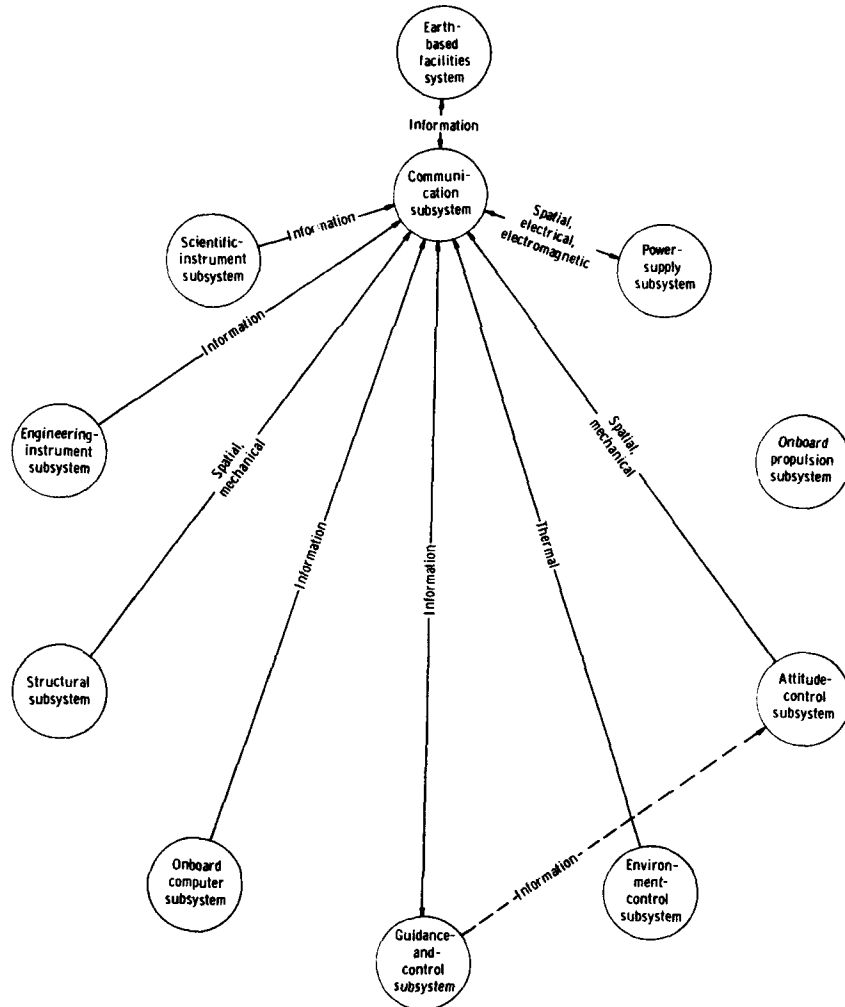 Earth-
based
facilities
system
Information
Communi-
cation
subsystem
Spatial,
electrical,
electromagnetic
Information
Scientific-
instrument
subsystem
Power-
supply
subsystem
Information
Engineering-
instrument
subsystem
Spatial,
mechanical
Spatial,
mechanical
Onboard
propulsion
subsystem
Information
Information
Thermal
Structural
subsystem
Attitude-
control
subsystem
Onboard
computer
subsystem
Information
Environ-
ment-
control
subsystem
Guidance-
and-
control
subsystem